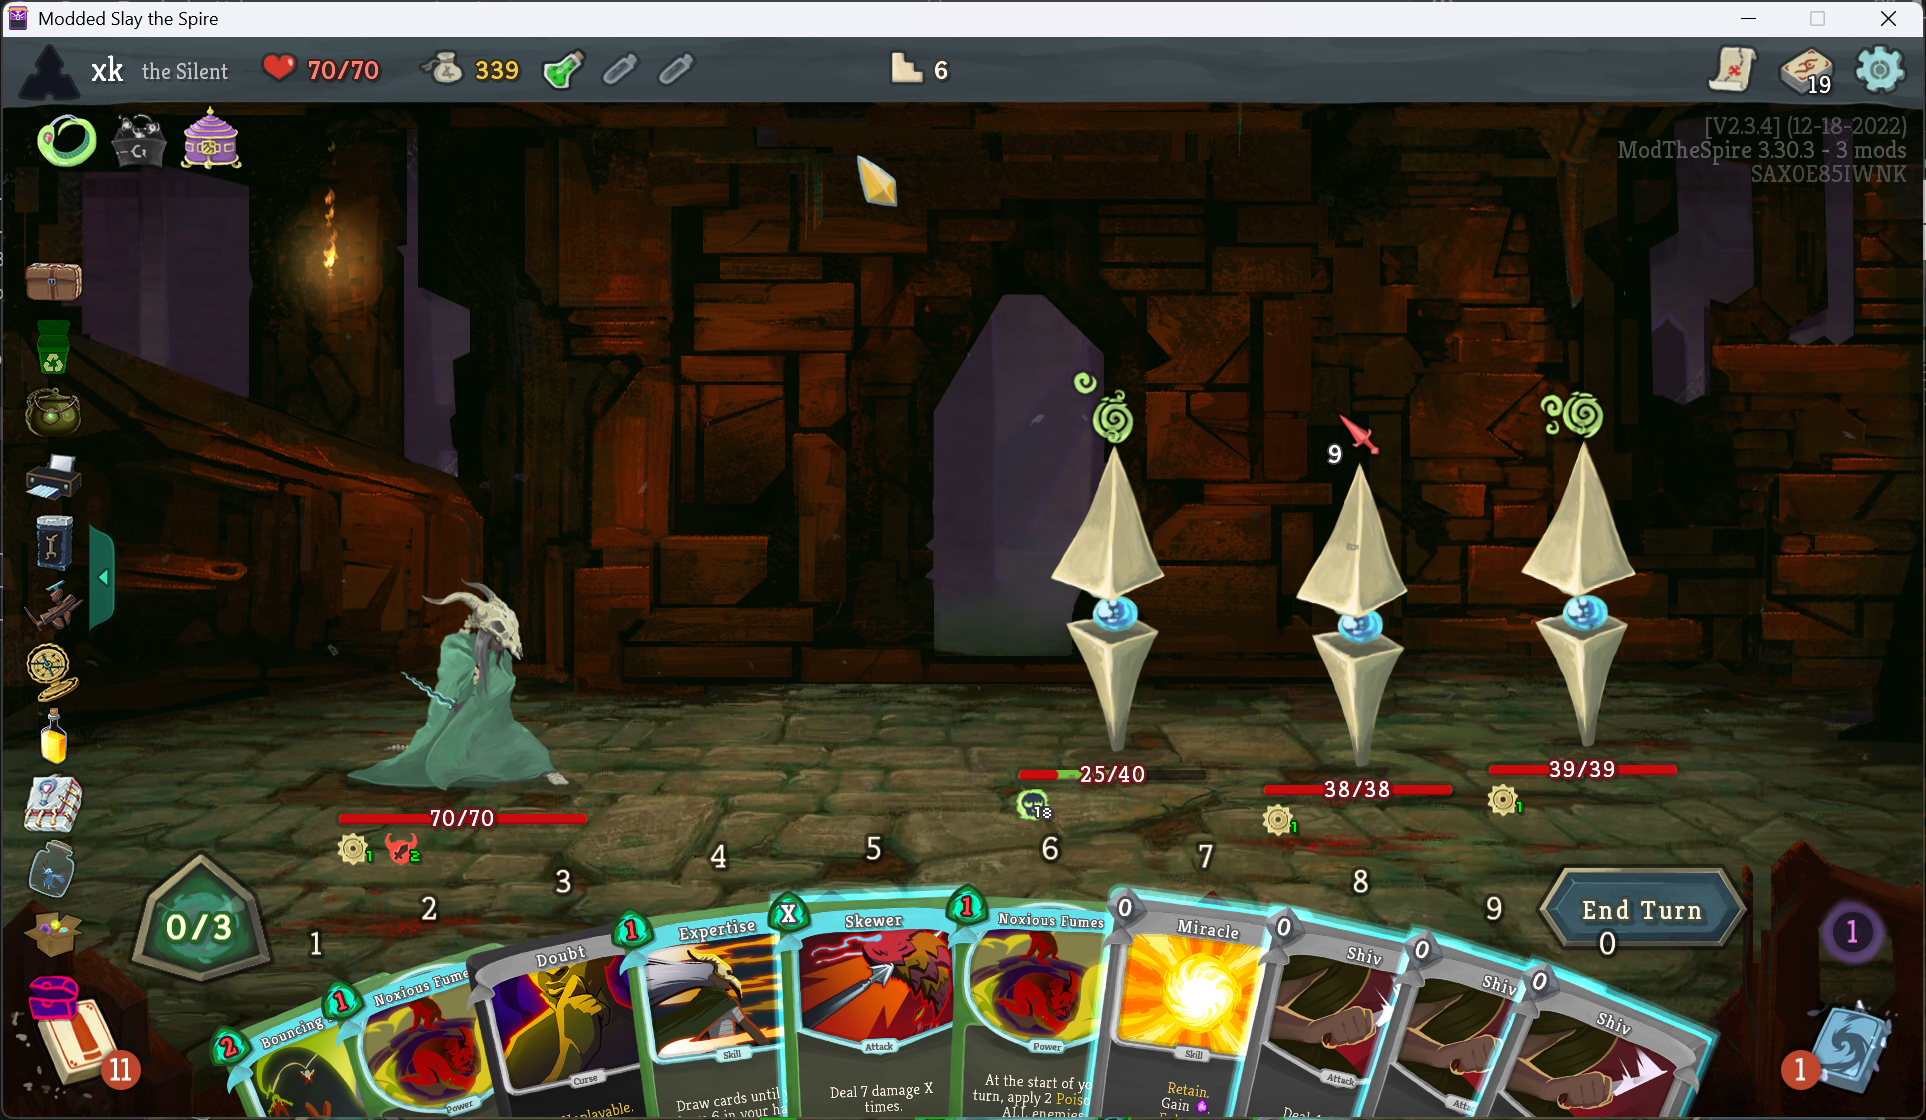 Modded Slay the Spire
xk the Silent 70/70 339 6 19
[V2.3.4] (12-18-2022)
ModTheSpire 3.30.3 - 3 mods
SAX0E85IWNK
9
25/40
18
38/38
1
39/39
1
70/70
1 2
0/3
1 2 3 4 5 6 7 8 9 0
End Turn
1
2 Bouncing
1 Noxious Fume
Doubt
Curse
Unplayable.
1 Expertise
Skill
Draw cards until
X Skewer
Attack
Deal 7 damage X
times.
1 Noxious Fumes
Power
At the start of yo
turn, apply 2 Poiso
ALL enemies
0 Miracle
Skill
Retain.
Gain
0 Shiv
Attack
0 Shiv
0 Shiv
Power
11
1